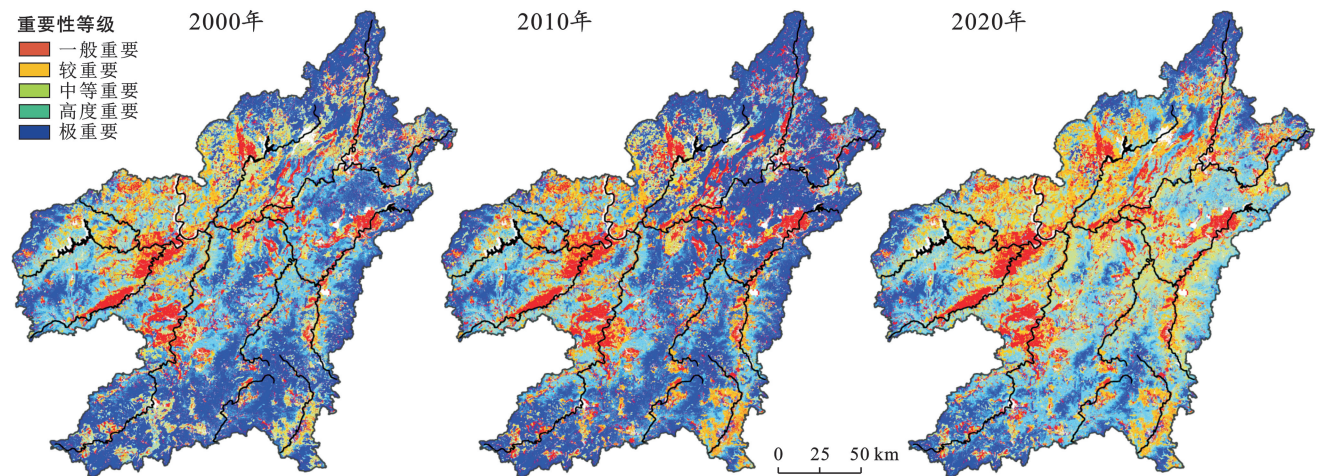 重要性等级
一般重要
较重要
中等重要
高度重要
极重要
2000年
2010年
2020年
0 25 50 km